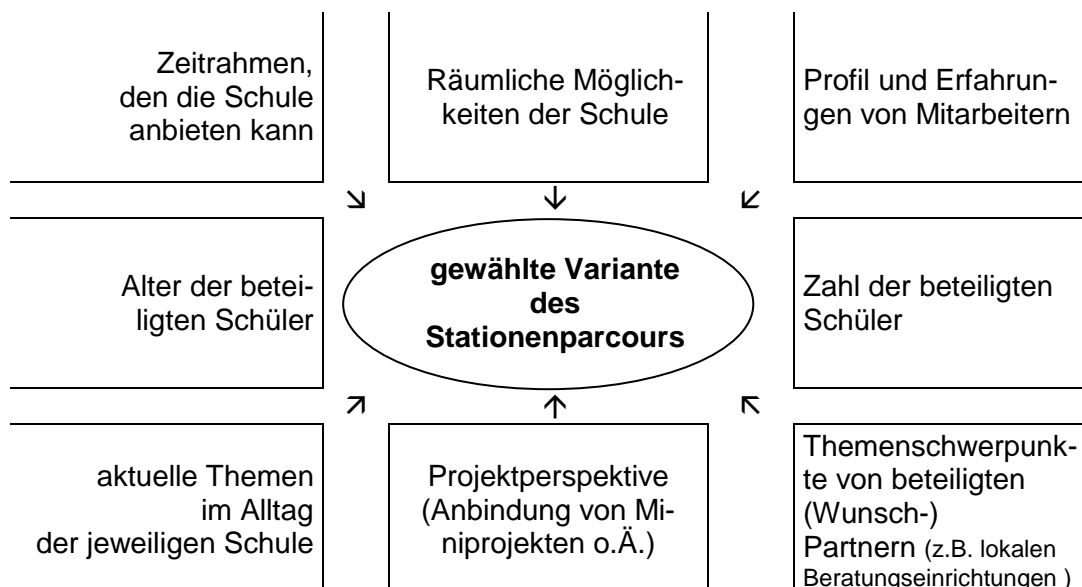 Zeitrahmen,
den die Schule
anbieten kann
Räumliche Möglich-
keiten der Schule
Profil und Erfahrun-
gen von Mitarbeitern
Alter der betei-
ligten Schüler
gewählte Variante
des
Stationenparcours
Zahl der beteiligten
Schüler
aktuelle Themen
im Alltag
der jeweiligen Schule
Projektperspektive
(Anbindung von Mi-
niprojekten o.Ä.)
Themenschwerpunk-
te von beteiligten
(Wunsch-)
Partnern (z.B. lokalen
Beratungseinrichtungen )